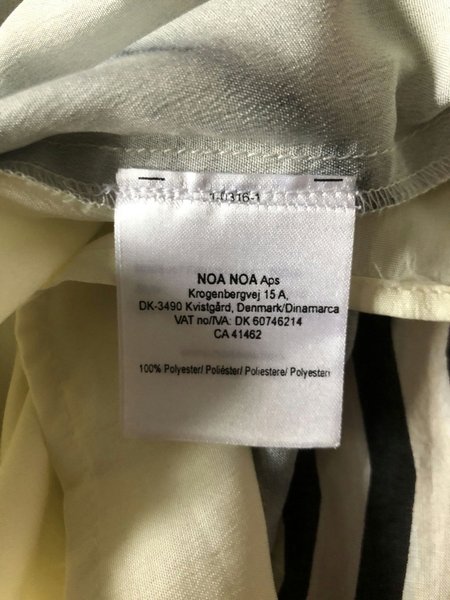 1-0316-1
NOA NOA Aps
Krogenbergvej 15 A,
DK-3490 Kvistgård, Denmark/Dinamarca
VAT no/IVA: DK 60746214
CA 41462
100% Polyester/ Poliéster/ Poliestere/ Polyesteri